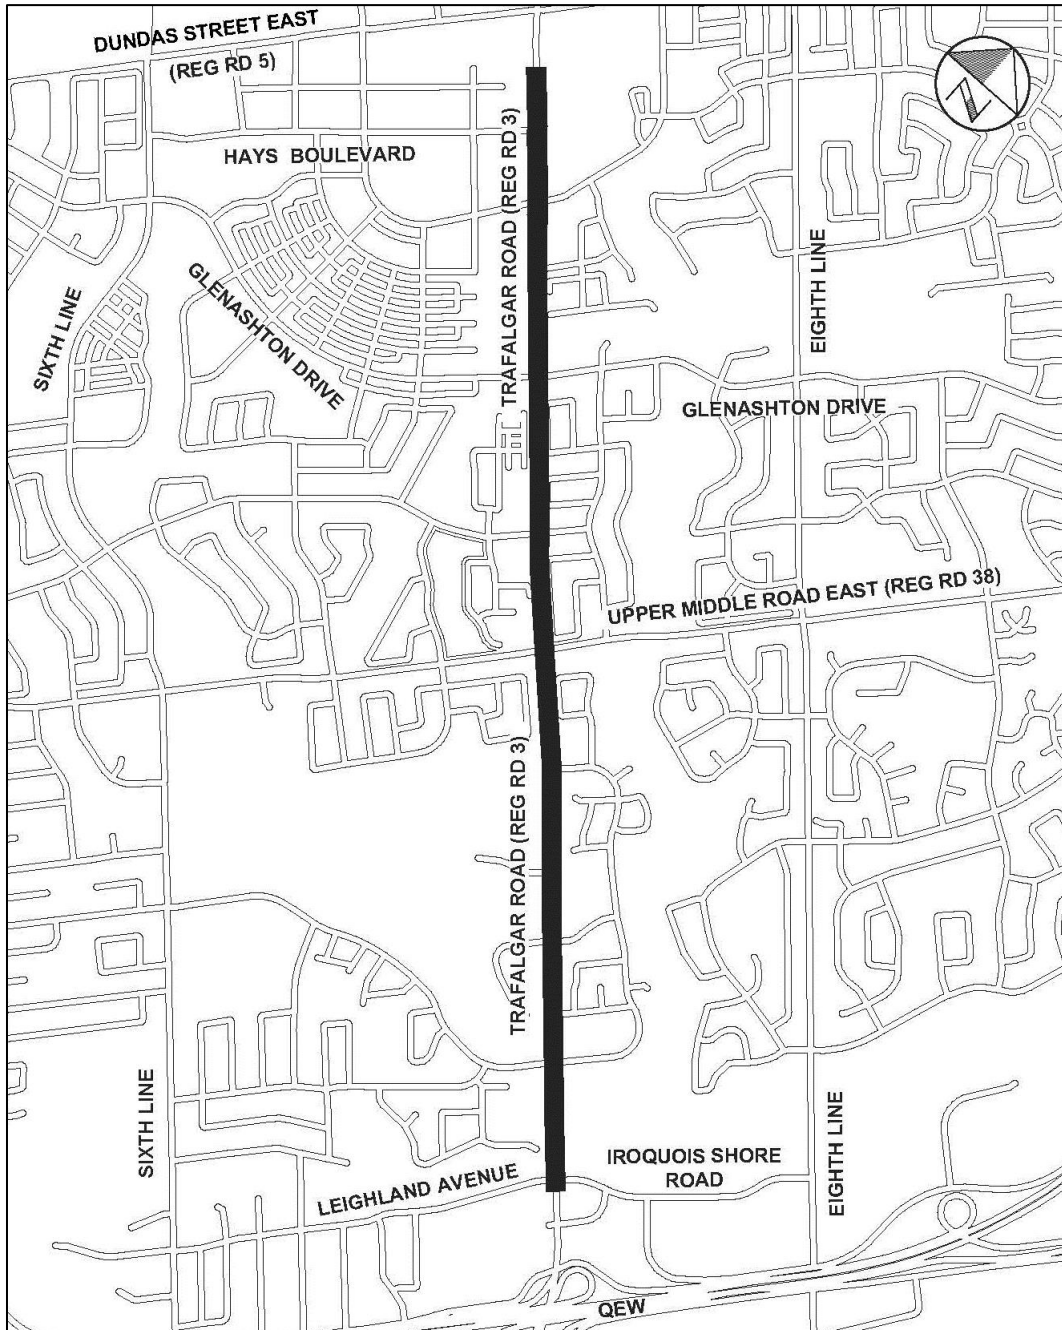 DUNDAS STREET EAST
(REG RD 5)
HAYS BOULEVARD
TRAFALGAR ROAD (REG RD 3)
N
SIXTH LINE
GLENASHTON DRIVE
EIGHTH LINE
GLENASHTON DRIVE
UPPER MIDDLE ROAD EAST (REG RD 38)
TRAFALGAR ROAD (REG RD 3)
SIXTH LINE
LEIGHLAND AVENUE
IROQUOIS SHORE
ROAD
EIGHTH LINE
QEW